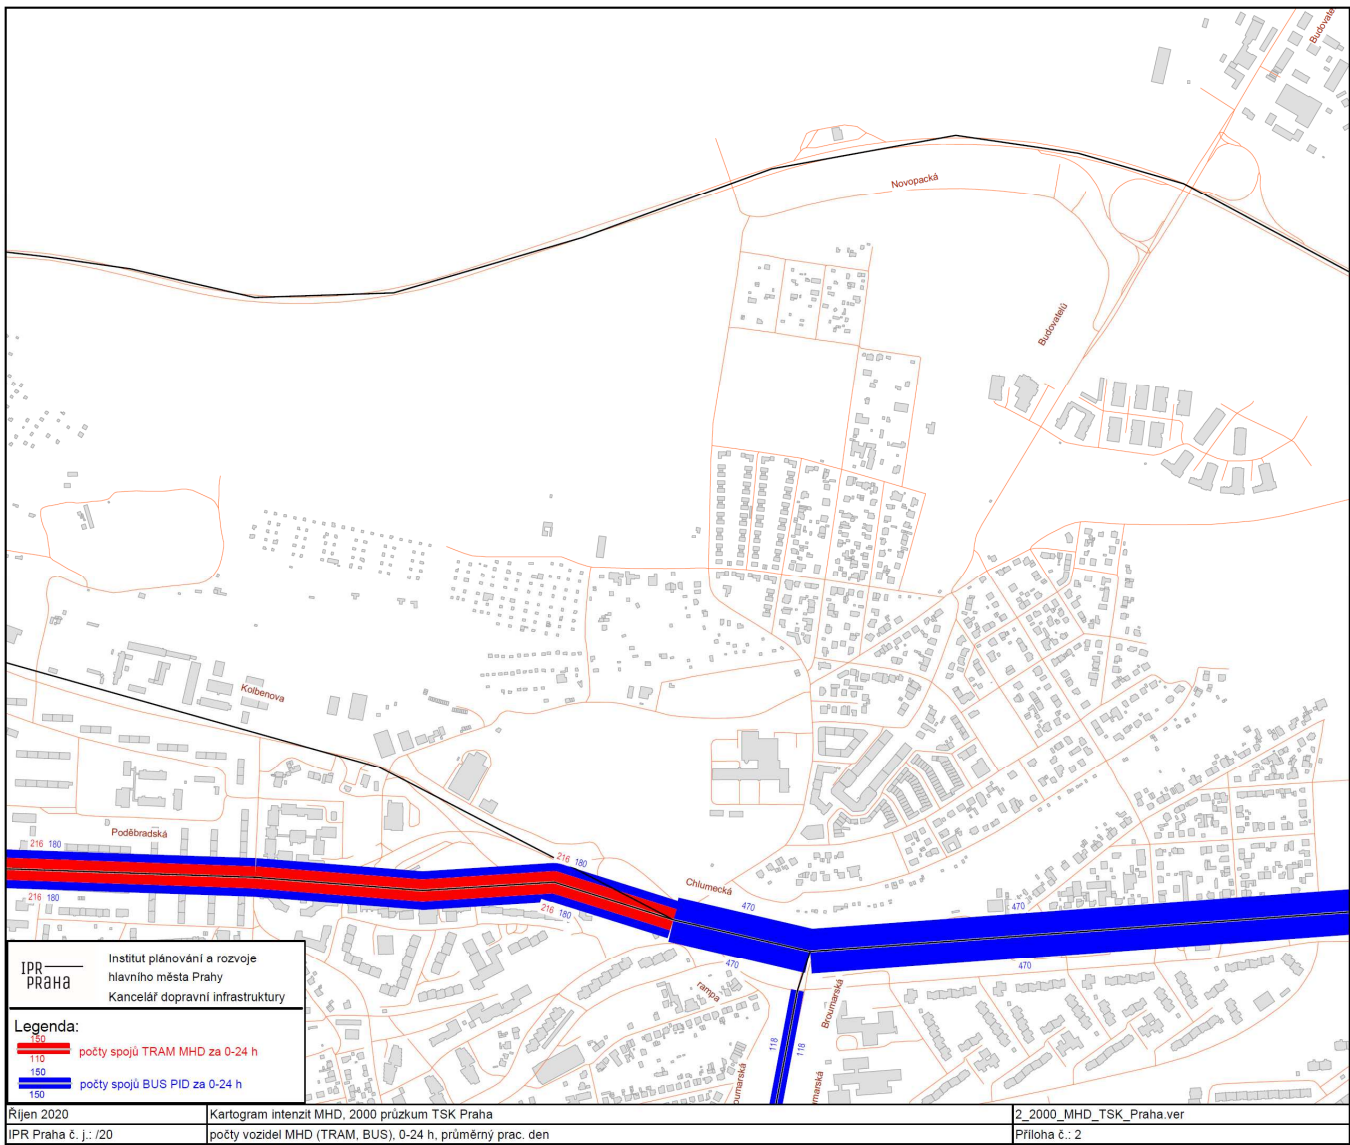 Budovatelů
Novopacká
Budovatelů
Kolbenova
Poděbradská
216 180
216 180
216 180
216 180
Chlumecká
470
470
470
470
rampa
Broumarská
118
118
oumarská
marská
IPR
PRAHA
Institut plánování a rozvoje
hlavního města Prahy
Kancelář dopravní infrastruktury
Legenda:
150
110
počty spojů TRAM MHD za 0-24 h
150
150
počty spojů BUS PID za 0-24 h
Říjen 2020
Kartogram intenzit MHD, 2000 průzkum TSK Praha
2_2000_MHD_TSK_Praha.ver
IPR Praha č. j.: /20
počty vozidel MHD (TRAM, BUS), 0-24 h, průměrný prac. den
Příloha č.: 2